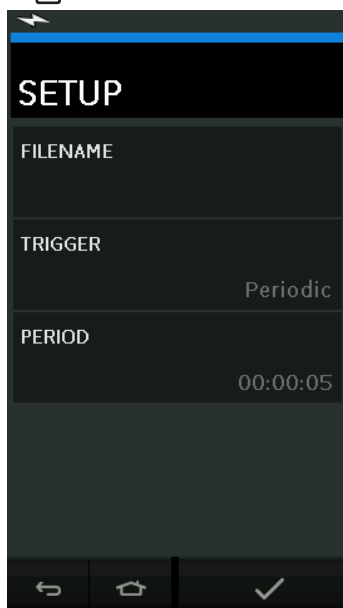 SETUP
FILENAME
TRIGGER
Periodic
PERIOD
00:00:05